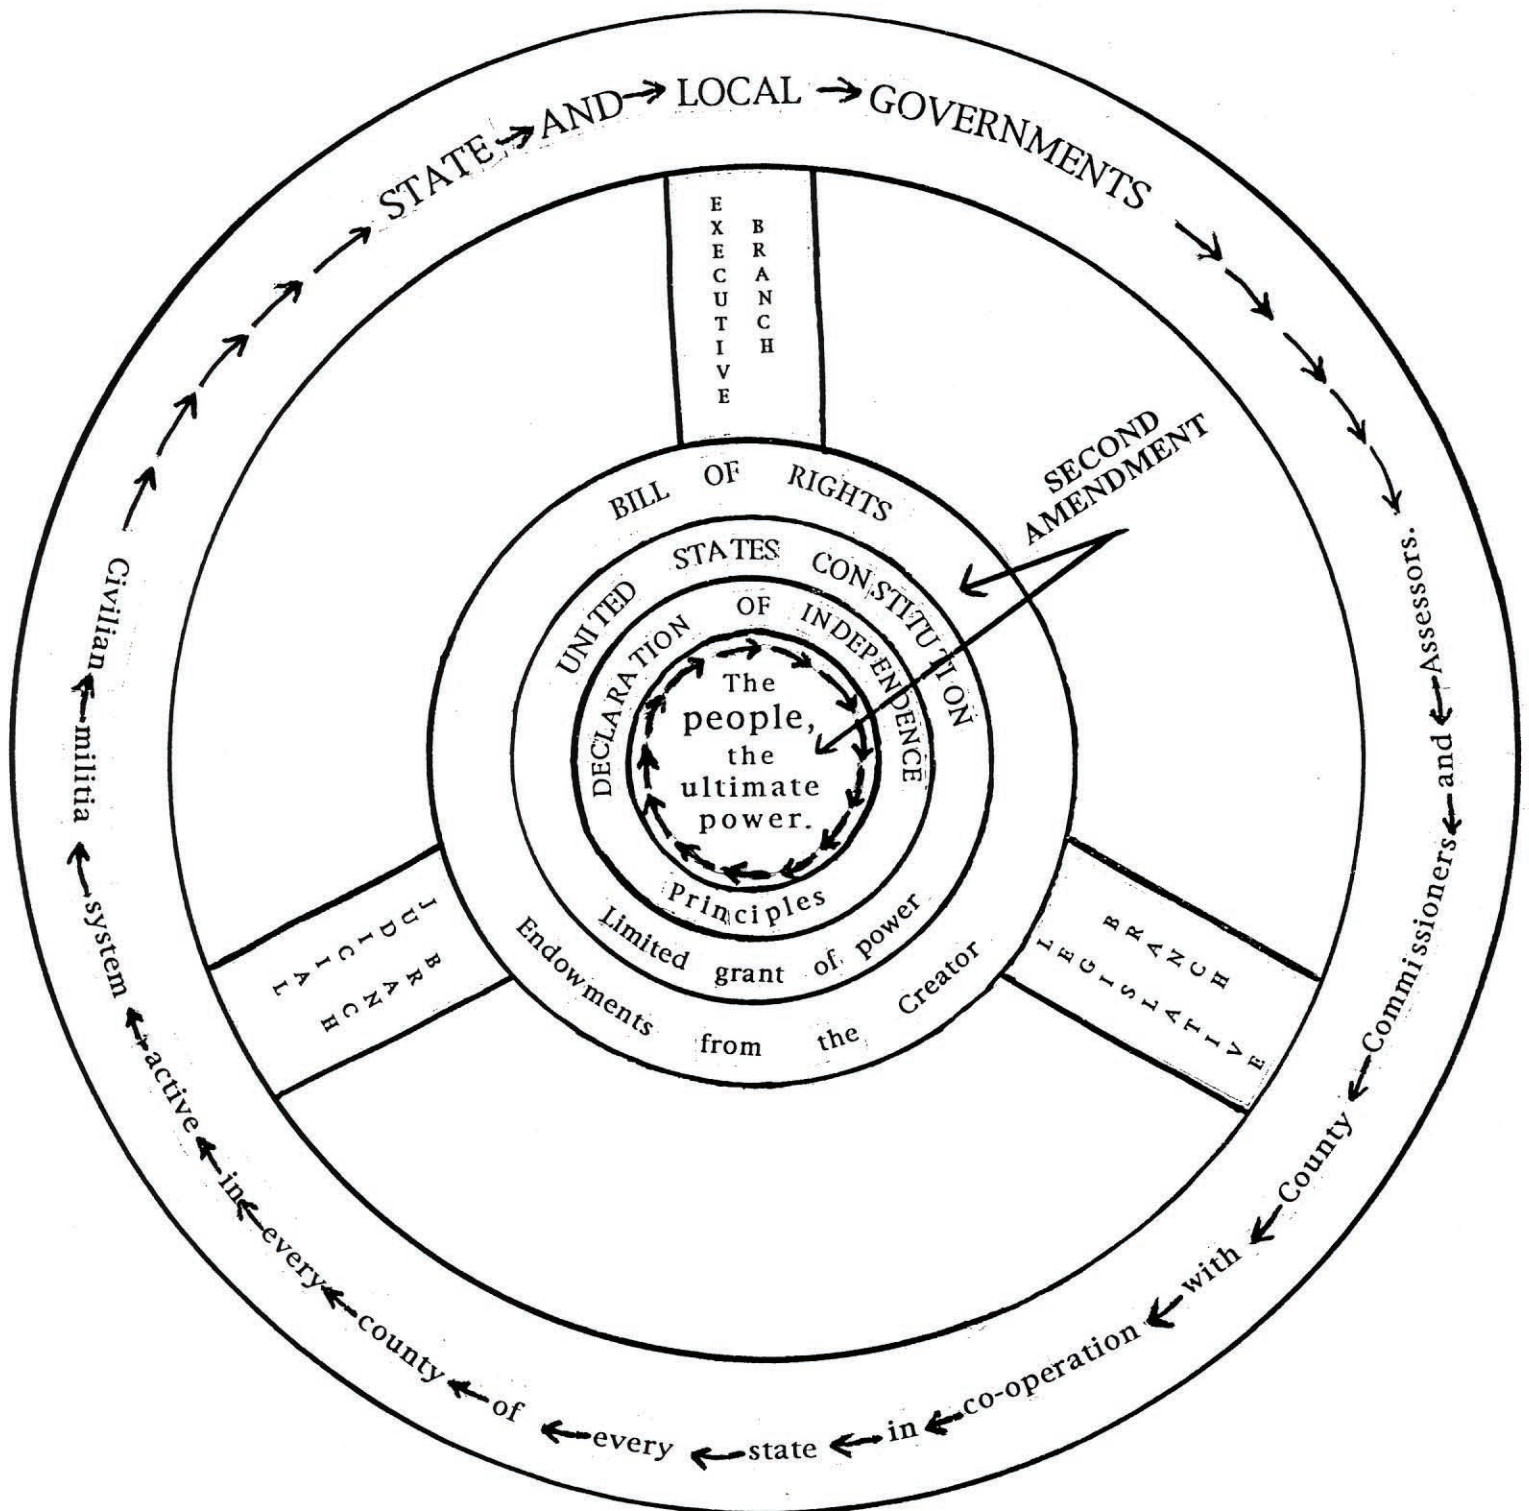 STATE AND LOCAL GOVERNMENTS
EXECUTIVE
BRANCH
SECOND
AMENDMENT
BILL OF RIGHTS
UNITED STATES CONSTITUTION
DECLARATION OF INDEPENDENCE
The
people,
the
ultimate
power.
Principles
Limited grant of power
Endowments from the Creator
JUDICIAL
BRANCH
BRANCH
LEGISLATIVE
Civilian militia system active in every county of every state in co-operation with County Commissioners and Assessors.